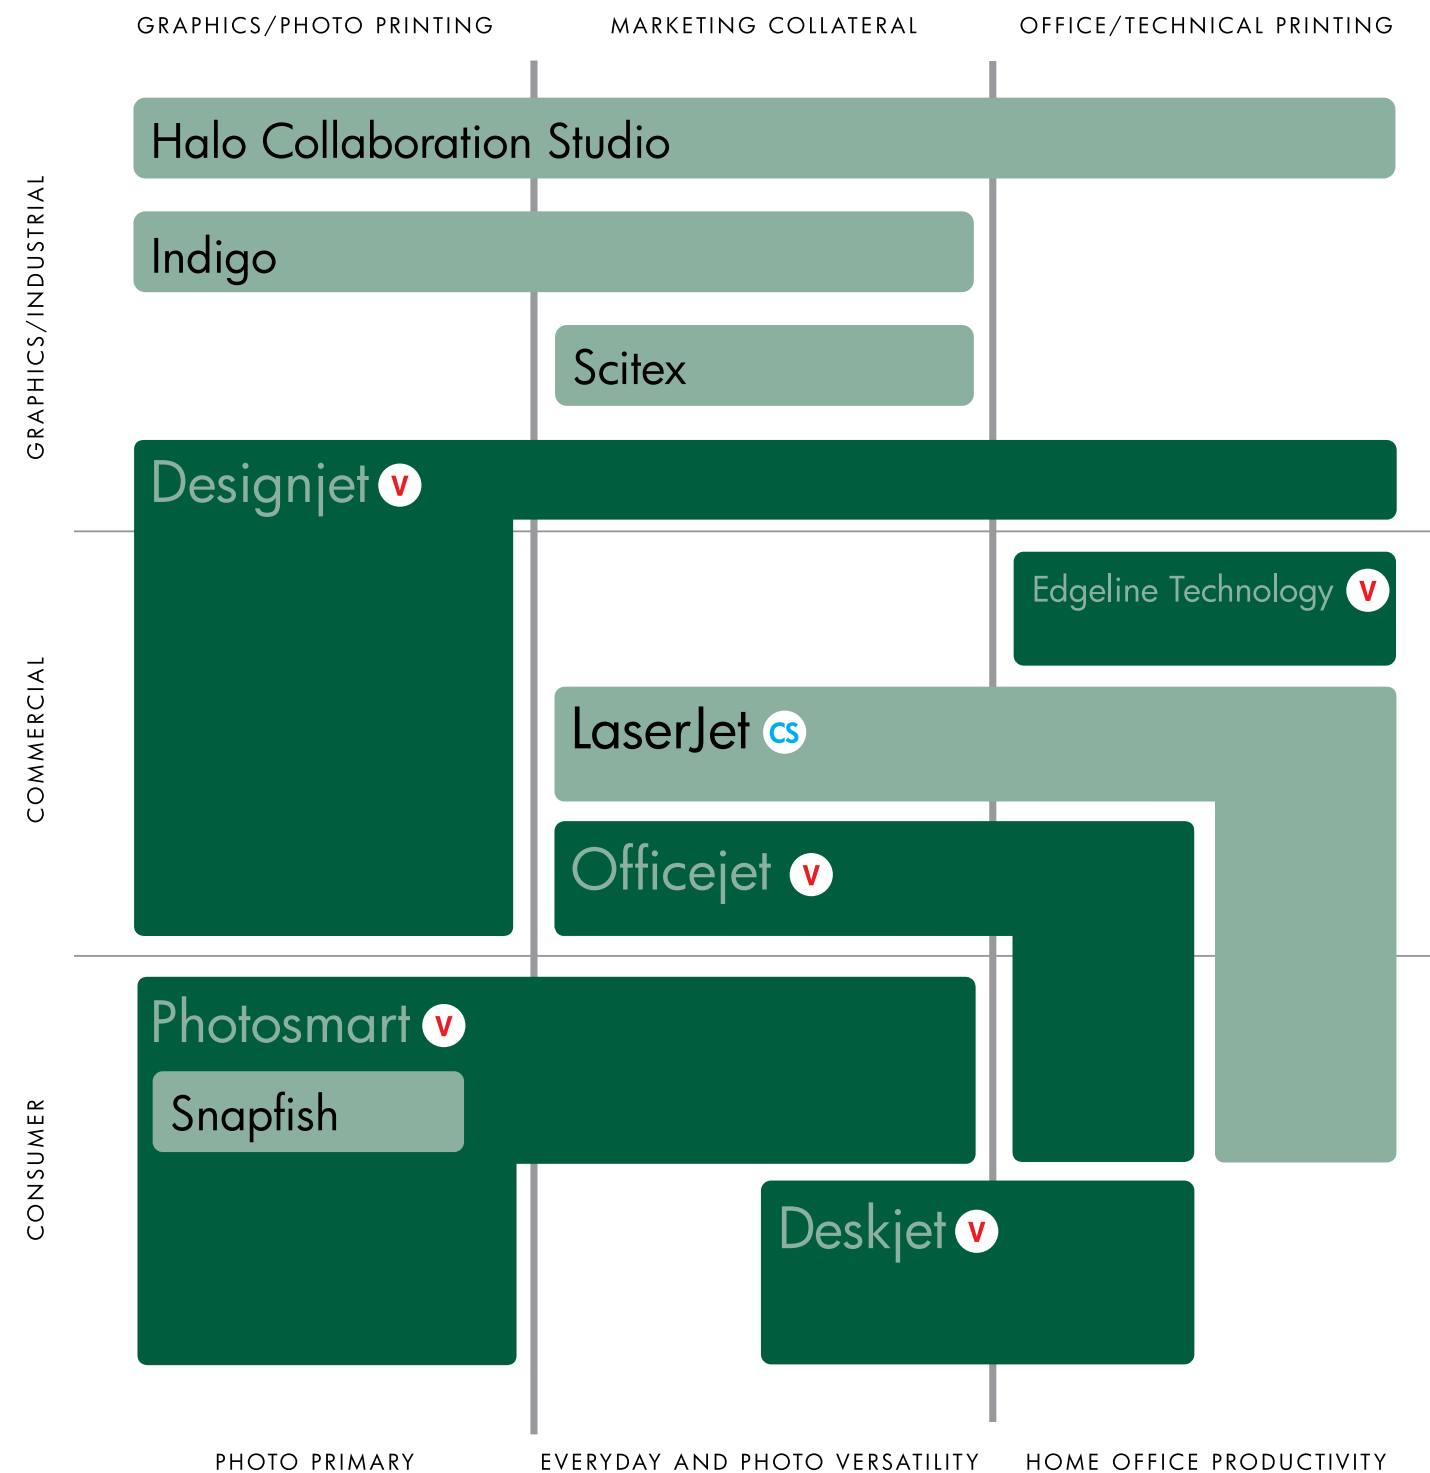 GRAPHICS/PHOTO PRINTING
MARKETING COLLATERAL
OFFICE/TECHNICAL PRINTING
GRAPHICS/INDUSTRIAL
Halo Collaboration Studio
Indigo
Scitex
Designjet V
COMMERCIAL
Edgeline Technology V
LaserJet CS
Officejet V
CONSUMER
Photosmart V
Snapfish
Deskjet V
PHOTO PRIMARY
EVERYDAY AND PHOTO VERSATILITY
HOME OFFICE PRODUCTIVITY